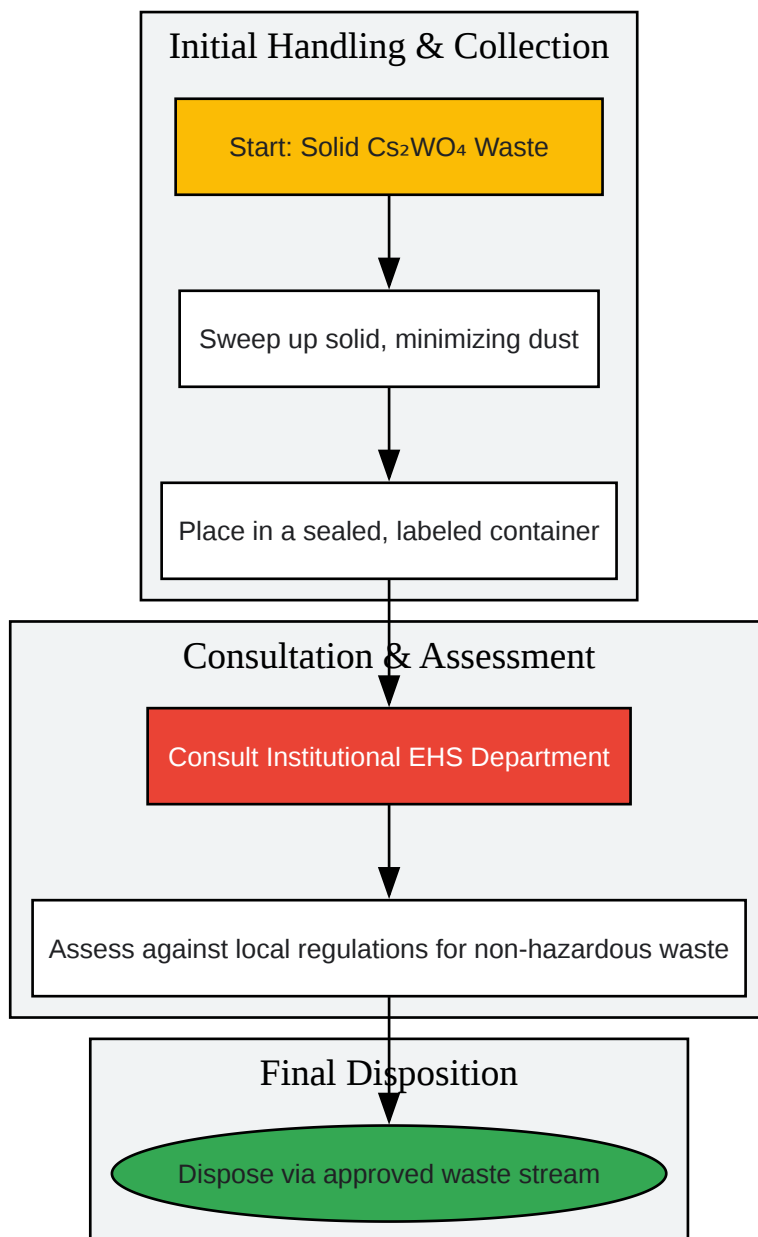 Initial Handling & Collection
Start: Solid Cs₂WO₄ Waste
Sweep up solid, minimizing dust
Place in a sealed, labeled container
Consultation & Assessment
Consult Institutional EHS Department
Assess against local regulations for non-hazardous waste
Final Disposition
Dispose via approved waste stream